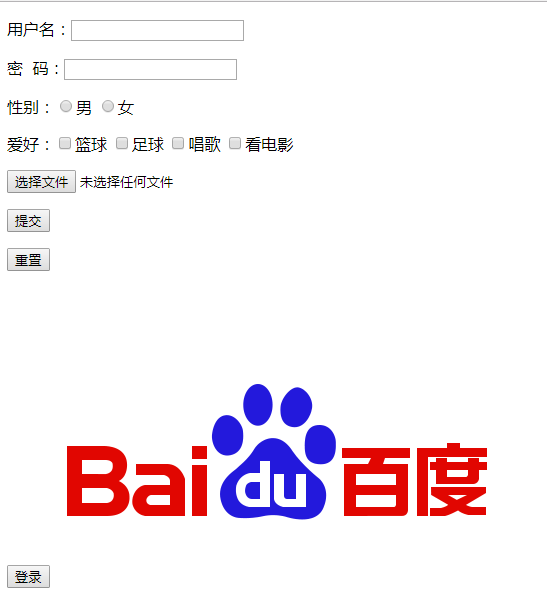 用户名：
密 码：
性别： 男 女
爱好： 篮球 足球 唱歌 看电影
选择文件 未选择任何文件
提交
重置
Bai du 百度
登录